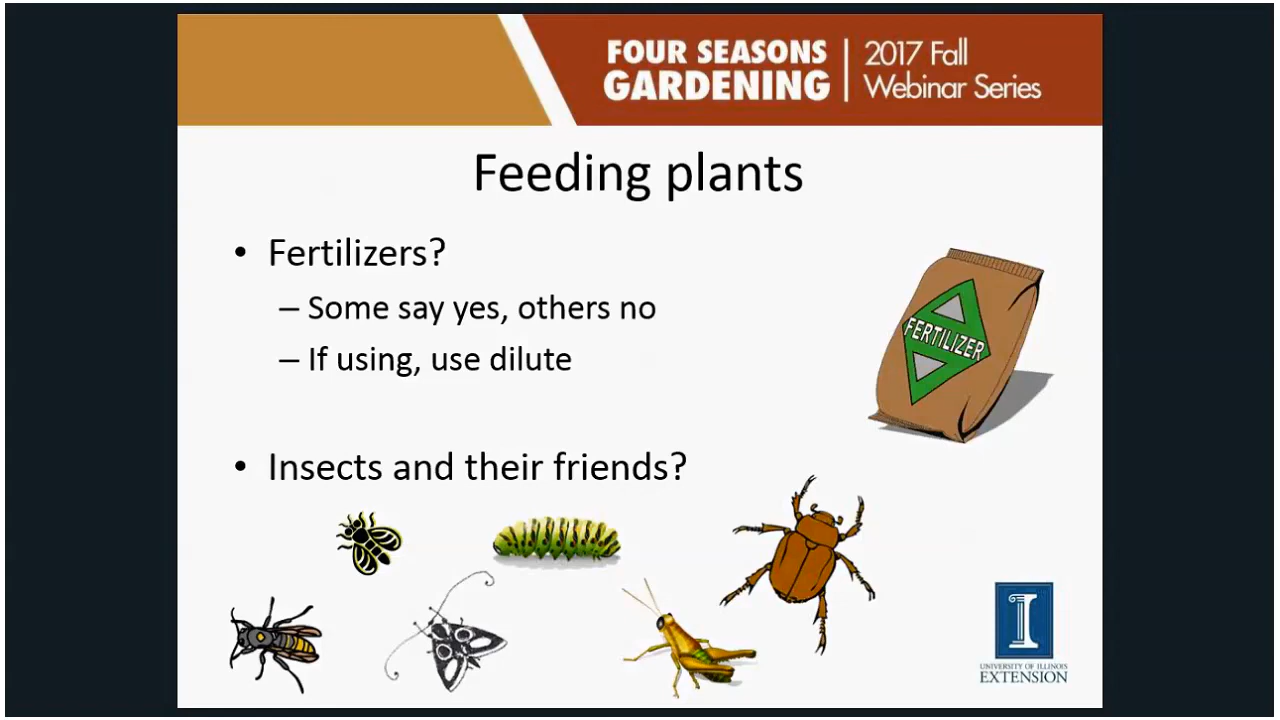 FOUR SEASONS
GARDENING
2017 Fall
Webinar Series
Feeding plants
• Fertilizers?
– Some say yes, others no
– If using, use dilute
FERTILIZER
• Insects and their friends?
I
UNIVERSITY OF ILLINOIS
EXTENSION